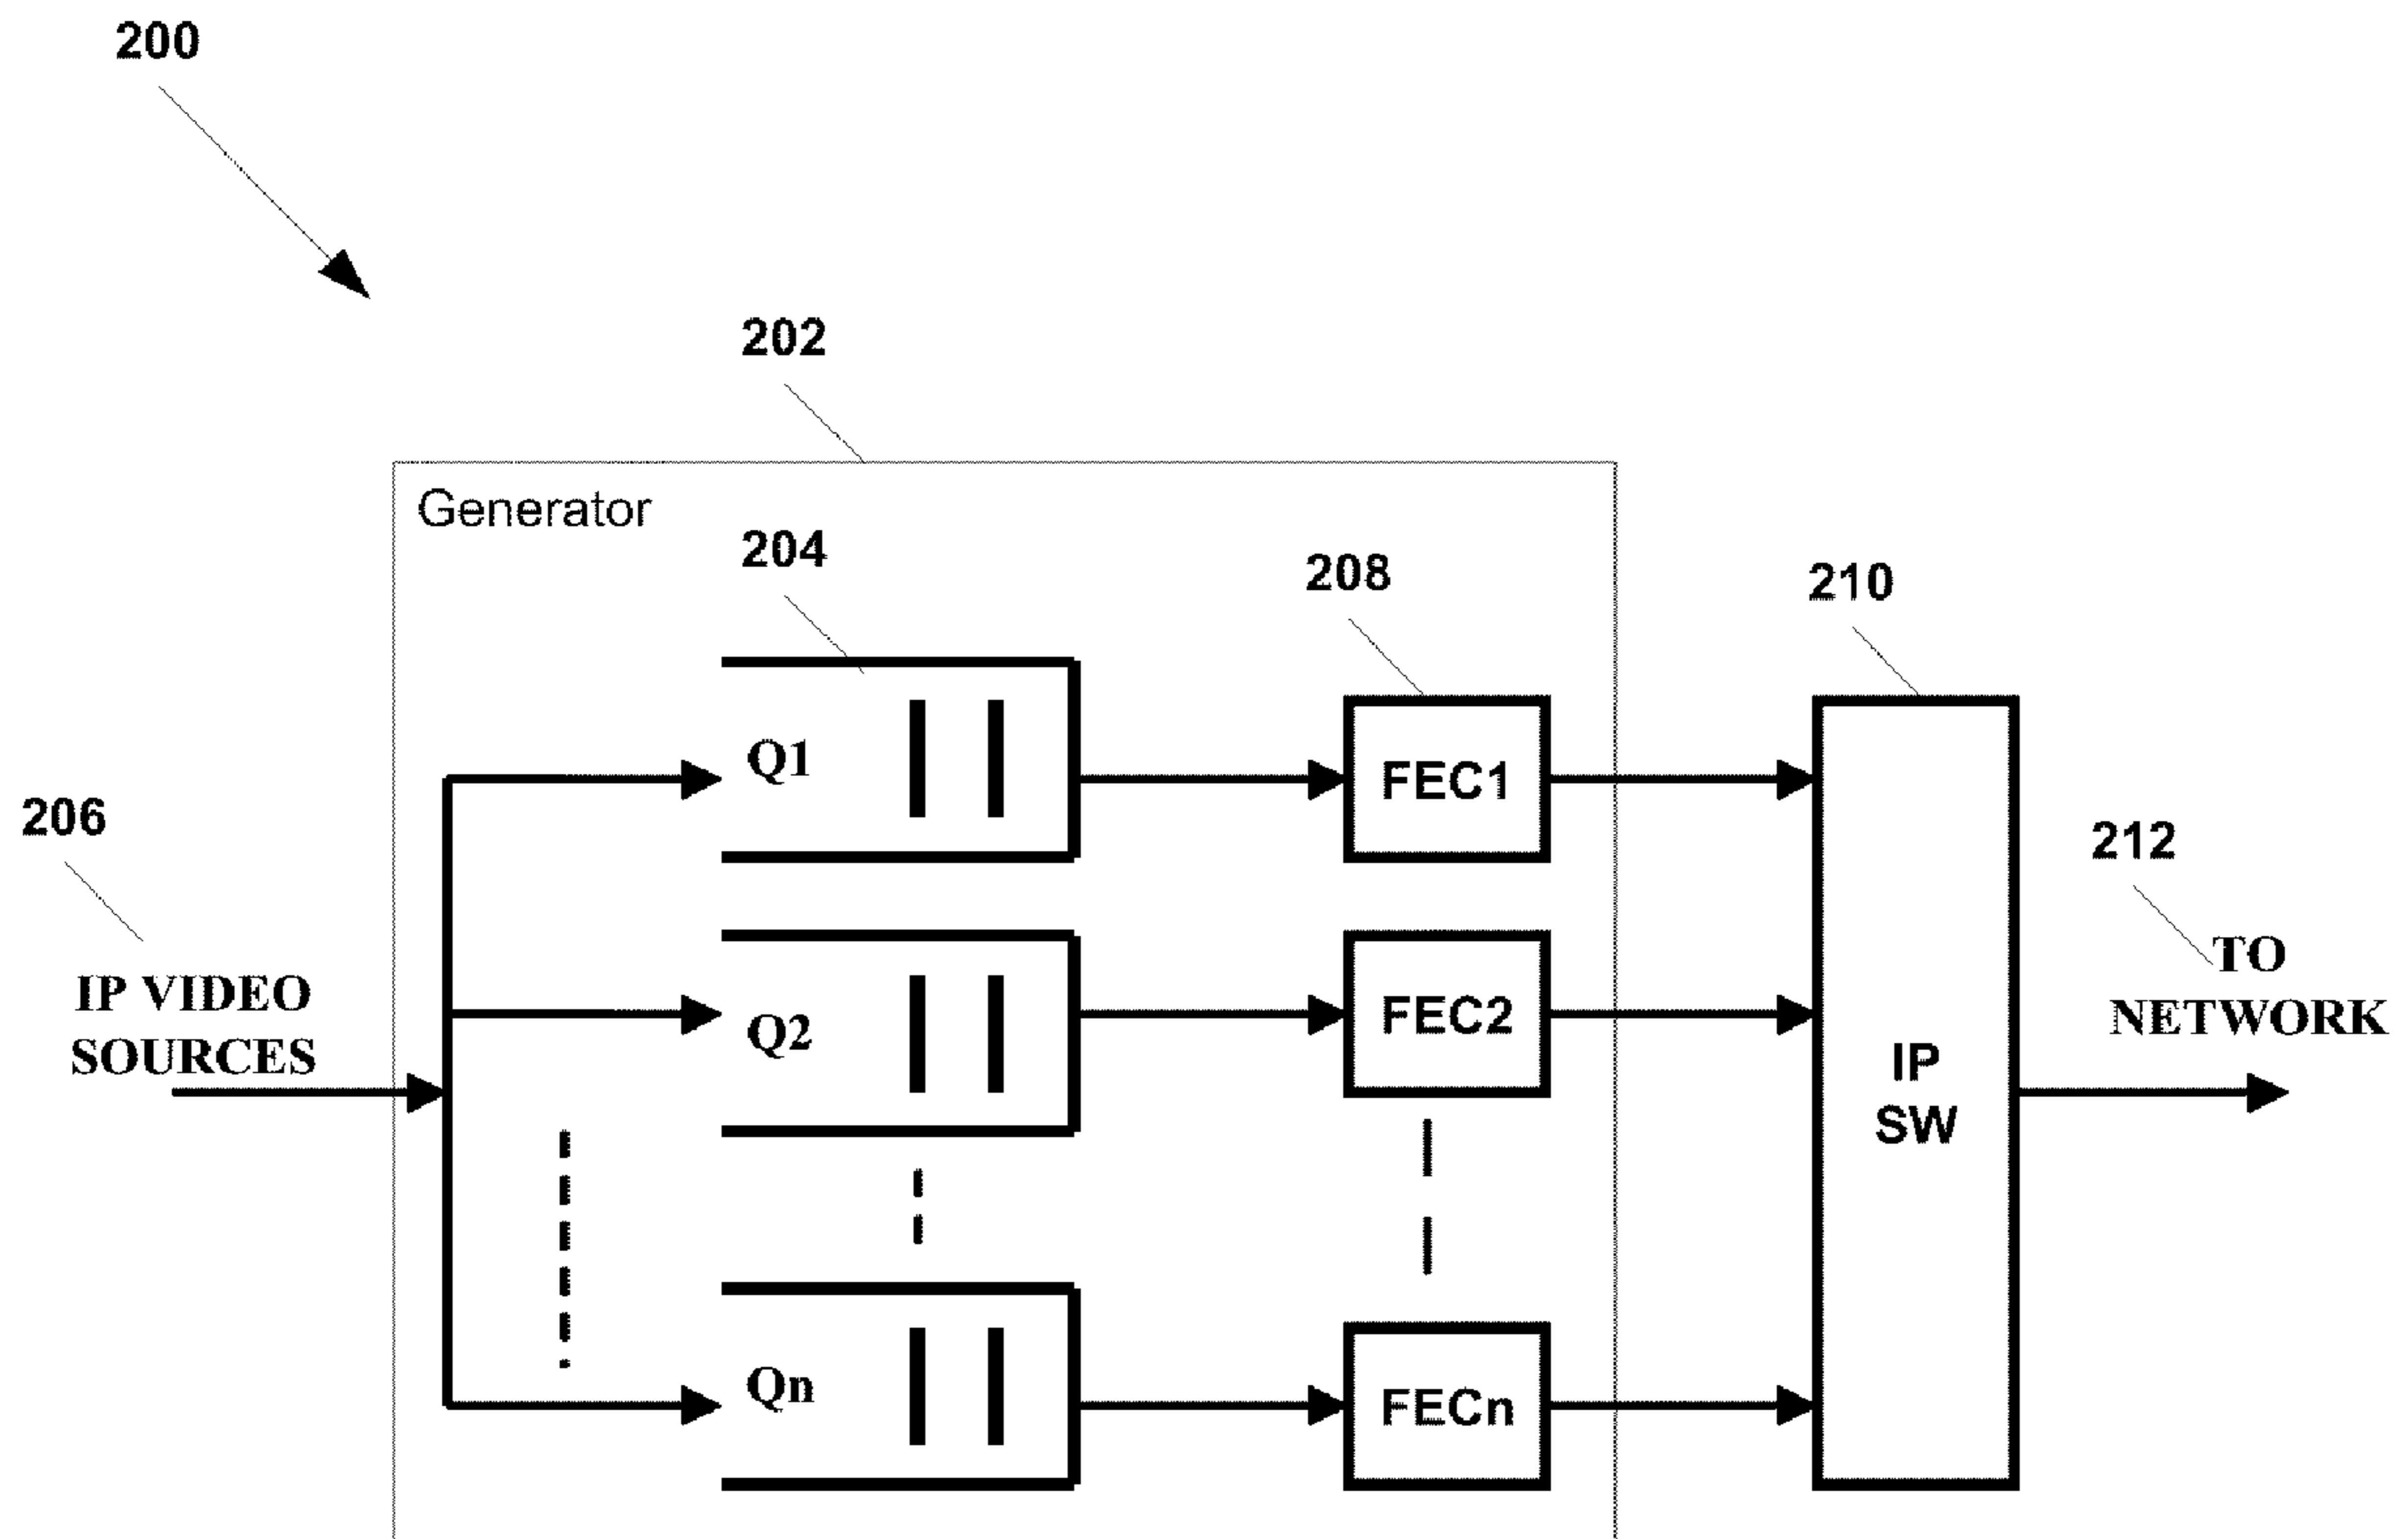 200
202
Generator
204
208
210
206
Q1
FEC1
212
IP VIDEO
SOURCES
Q2
FEC2
IP
SW
TO
NETWORK
Qn
FECn